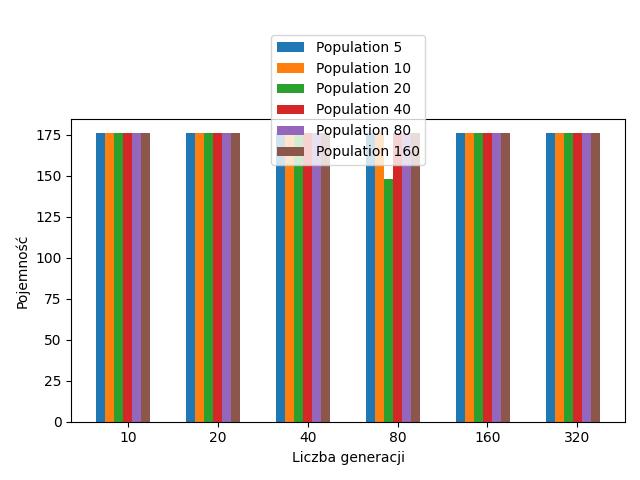 Population 5
Population 10
Population 20
Population 40
Population 80
Population 160
175
150
125
100
75
50
25
0
Pojemność
10 20 40 80 160 320
Liczba generacji